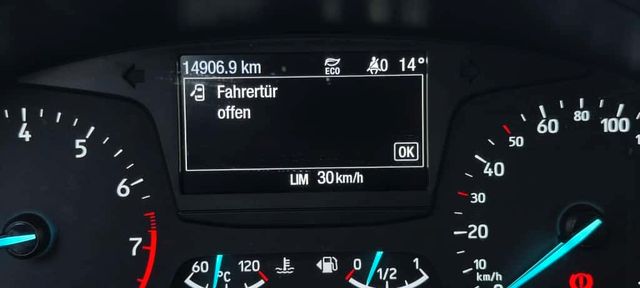 14906.9 km ECO 0 14°
Fahrertür
offen
OK
LIM 30 km/h
4 5 6 7
60 °C 120
0 1/2 1
10 20 30 40 50 60 80 100
km/h